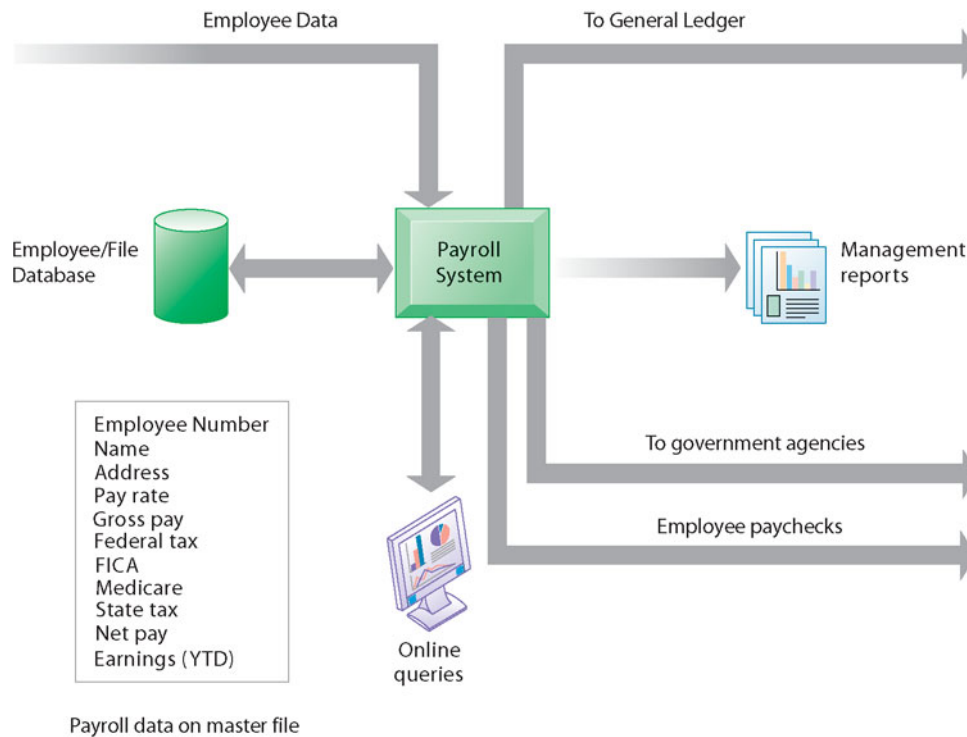 Employee Data
To General Ledger
Employee/File
Database
Payroll
System
Management
reports
Employee Number
Name
Address
Pay rate
Gross pay
Federal tax
FICA
Medicare
State tax
Net pay
Earnings (YTD)
To government agencies
Employee paychecks
Online
queries
Payroll data on master file